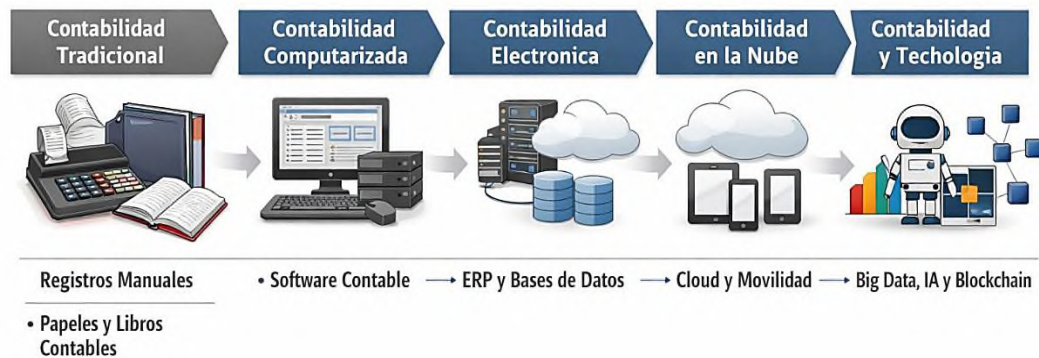 Contabilidad
Tradicional
Contabilidad
Computarizada
Contabilidad
Electronica
Contabilidad
en la Nube
Contabilidad
y Techologia
Registros Manuales
• Software Contable → ERP y Bases de Datos → Cloud y Movilidad → Big Data, IA y Blockchain
• Papeles y Libros
Contables